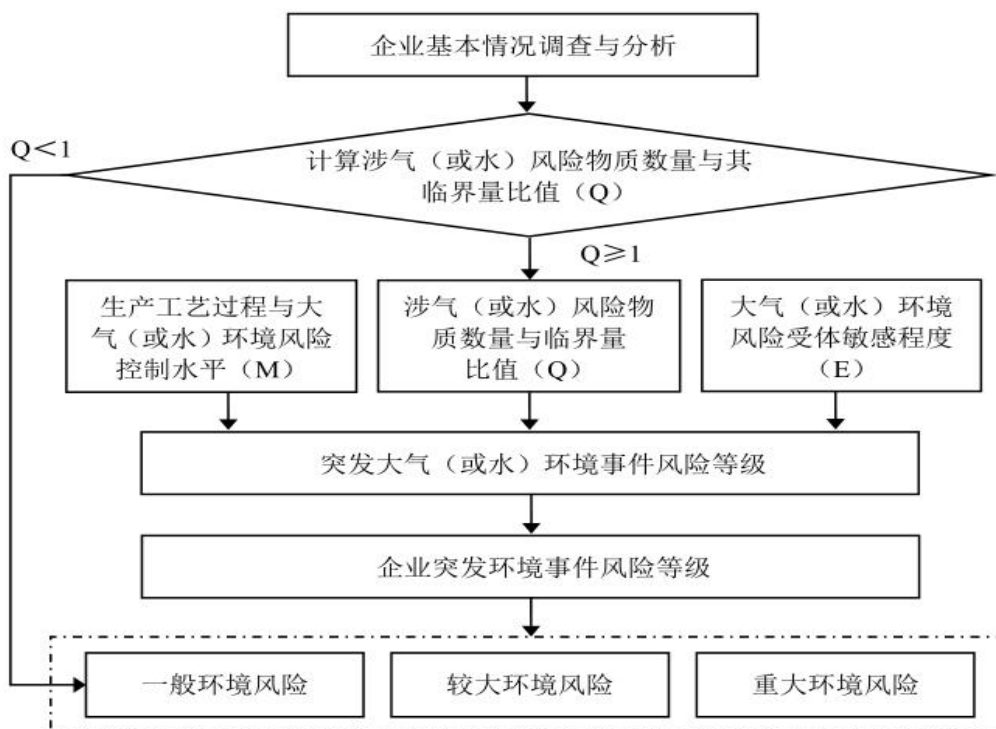 企业基本情况调查与分析
Q＜1
计算涉气（或水）风险物质数量与其
临界量比值（Q）
Q≥1
生产工艺过程与大
气（或水）环境风险
控制水平（M）
涉气（或水）风险物
质数量与临界量
比值（Q）
大气（或水）环境
风险受体敏感程度
（E）
突发大气（或水）环境事件风险等级
企业突发环境事件风险等级
一般环境风险
较大环境风险
重大环境风险